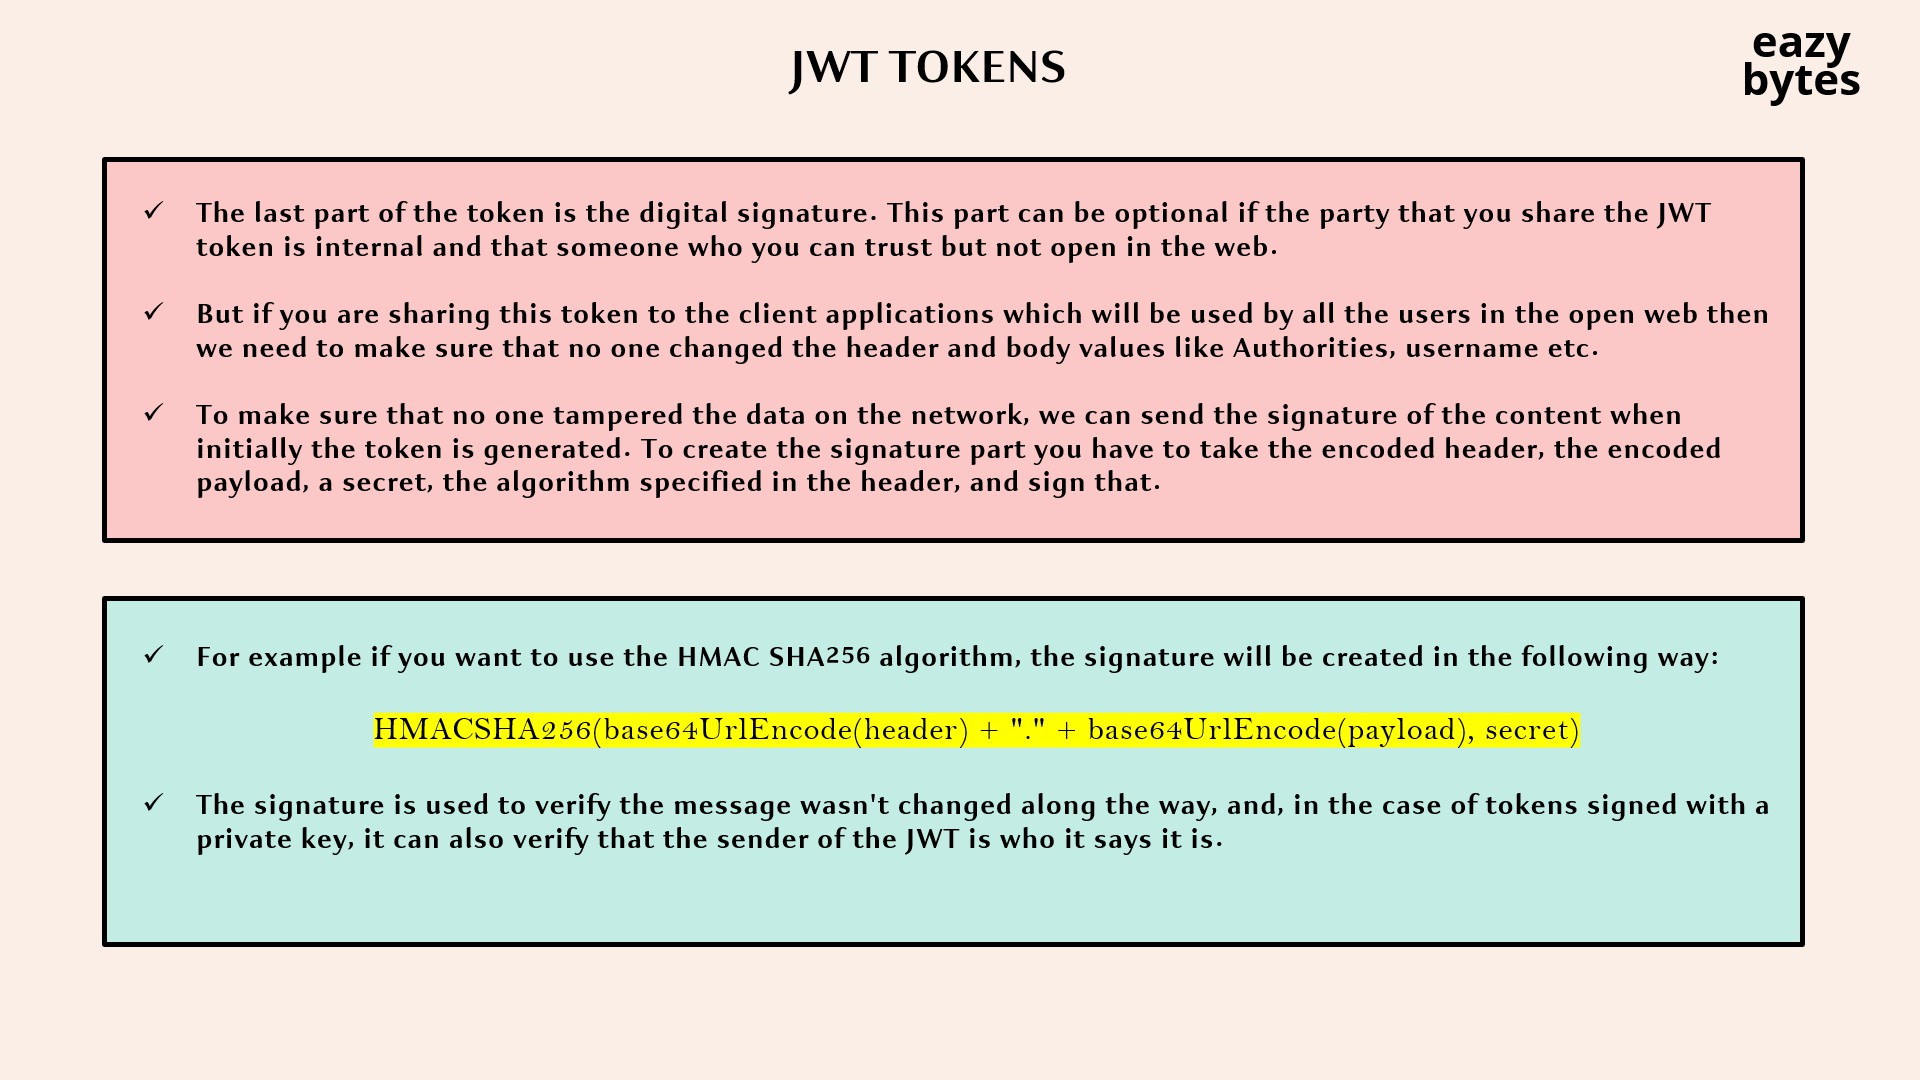 JWT TOKENS
eazy
bytes
✓ The last part of the token is the digital signature. This part can be optional if the party that you share the JWT
token is internal and that someone who you can trust but not open in the web.
✓ But if you are sharing this token to the client applications which will be used by all the users in the open web then
we need to make sure that no one changed the header and body values like Authorities, username etc.
✓ To make sure that no one tampered the data on the network, we can send the signature of the content when
initially the token is generated. To create the signature part you have to take the encoded header, the encoded
payload, a secret, the algorithm specified in the header, and sign that.
✓ For example if you want to use the HMAC SHA256 algorithm, the signature will be created in the following way:
HMACSHA256(base64UrlEncode(header) + "." + base64UrlEncode(payload), secret)
✓ The signature is used to verify the message wasn't changed along the way, and, in the case of tokens signed with a
private key, it can also verify that the sender of the JWT is who it says it is.